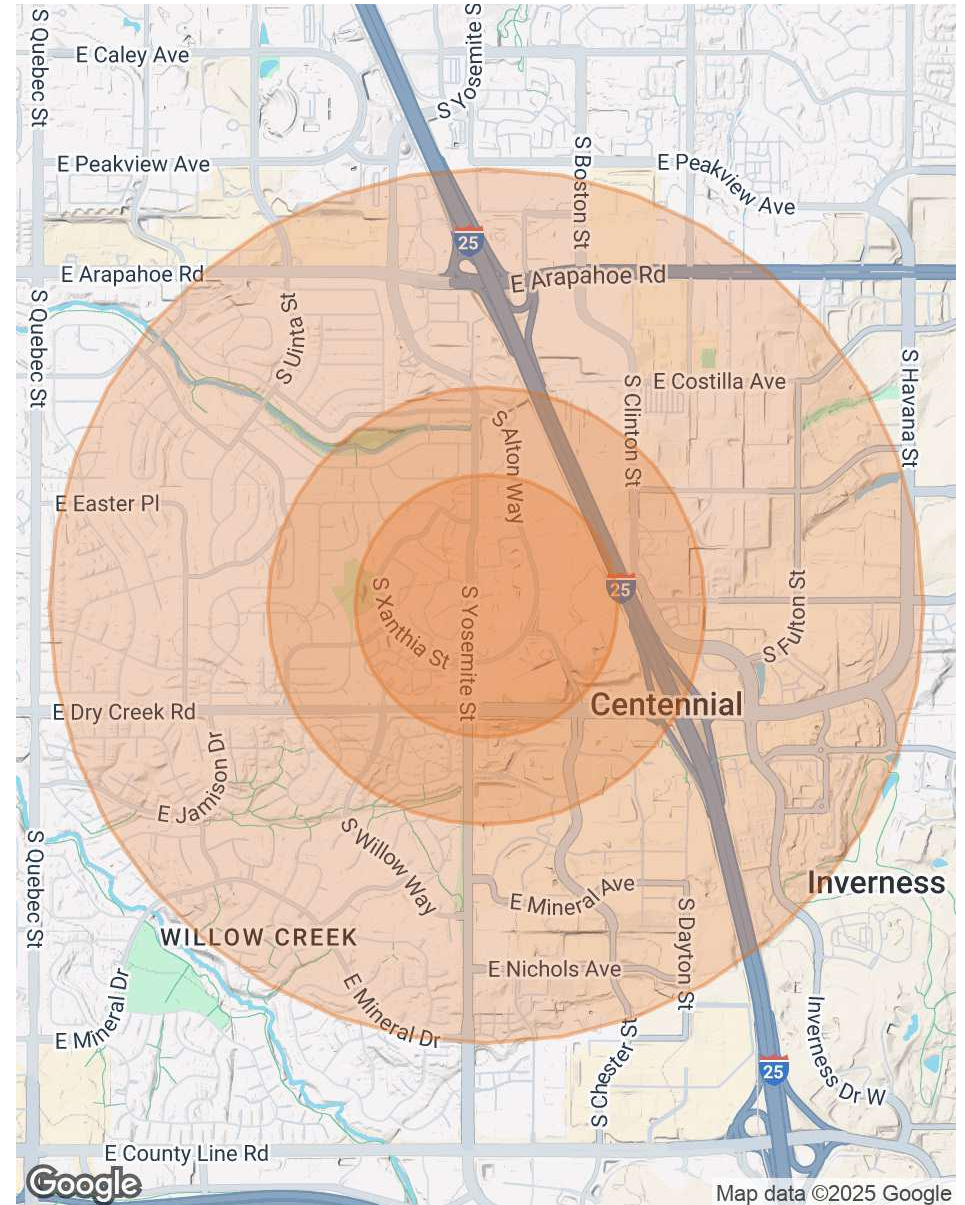 S Quebec St
E Caley Ave
S Yosemite S
E Peakview Ave
S Boston St
E Peakview Ave
25
E Arapahoe Rd
E Arapahoe Rd
S Quebec St
S Uinta St
S Clinton St
E Costilla Ave
S Havana St
S Alton Way
E Easter Pl
S Xanthia St
S Yosemite St
25
S Fulton St
Centennial
E Dry Creek Rd
E Jamison Dr
S Willow Way
S Quebec St
Inverness
E Mineral Ave
S Dayton St
WILLOW CREEK
E Nichols Ave
E Mineral Dr
E Mineral Dr
S Chester St
Inverness Dr W
25
E County Line Rd
Google
Map data ©2025 Google